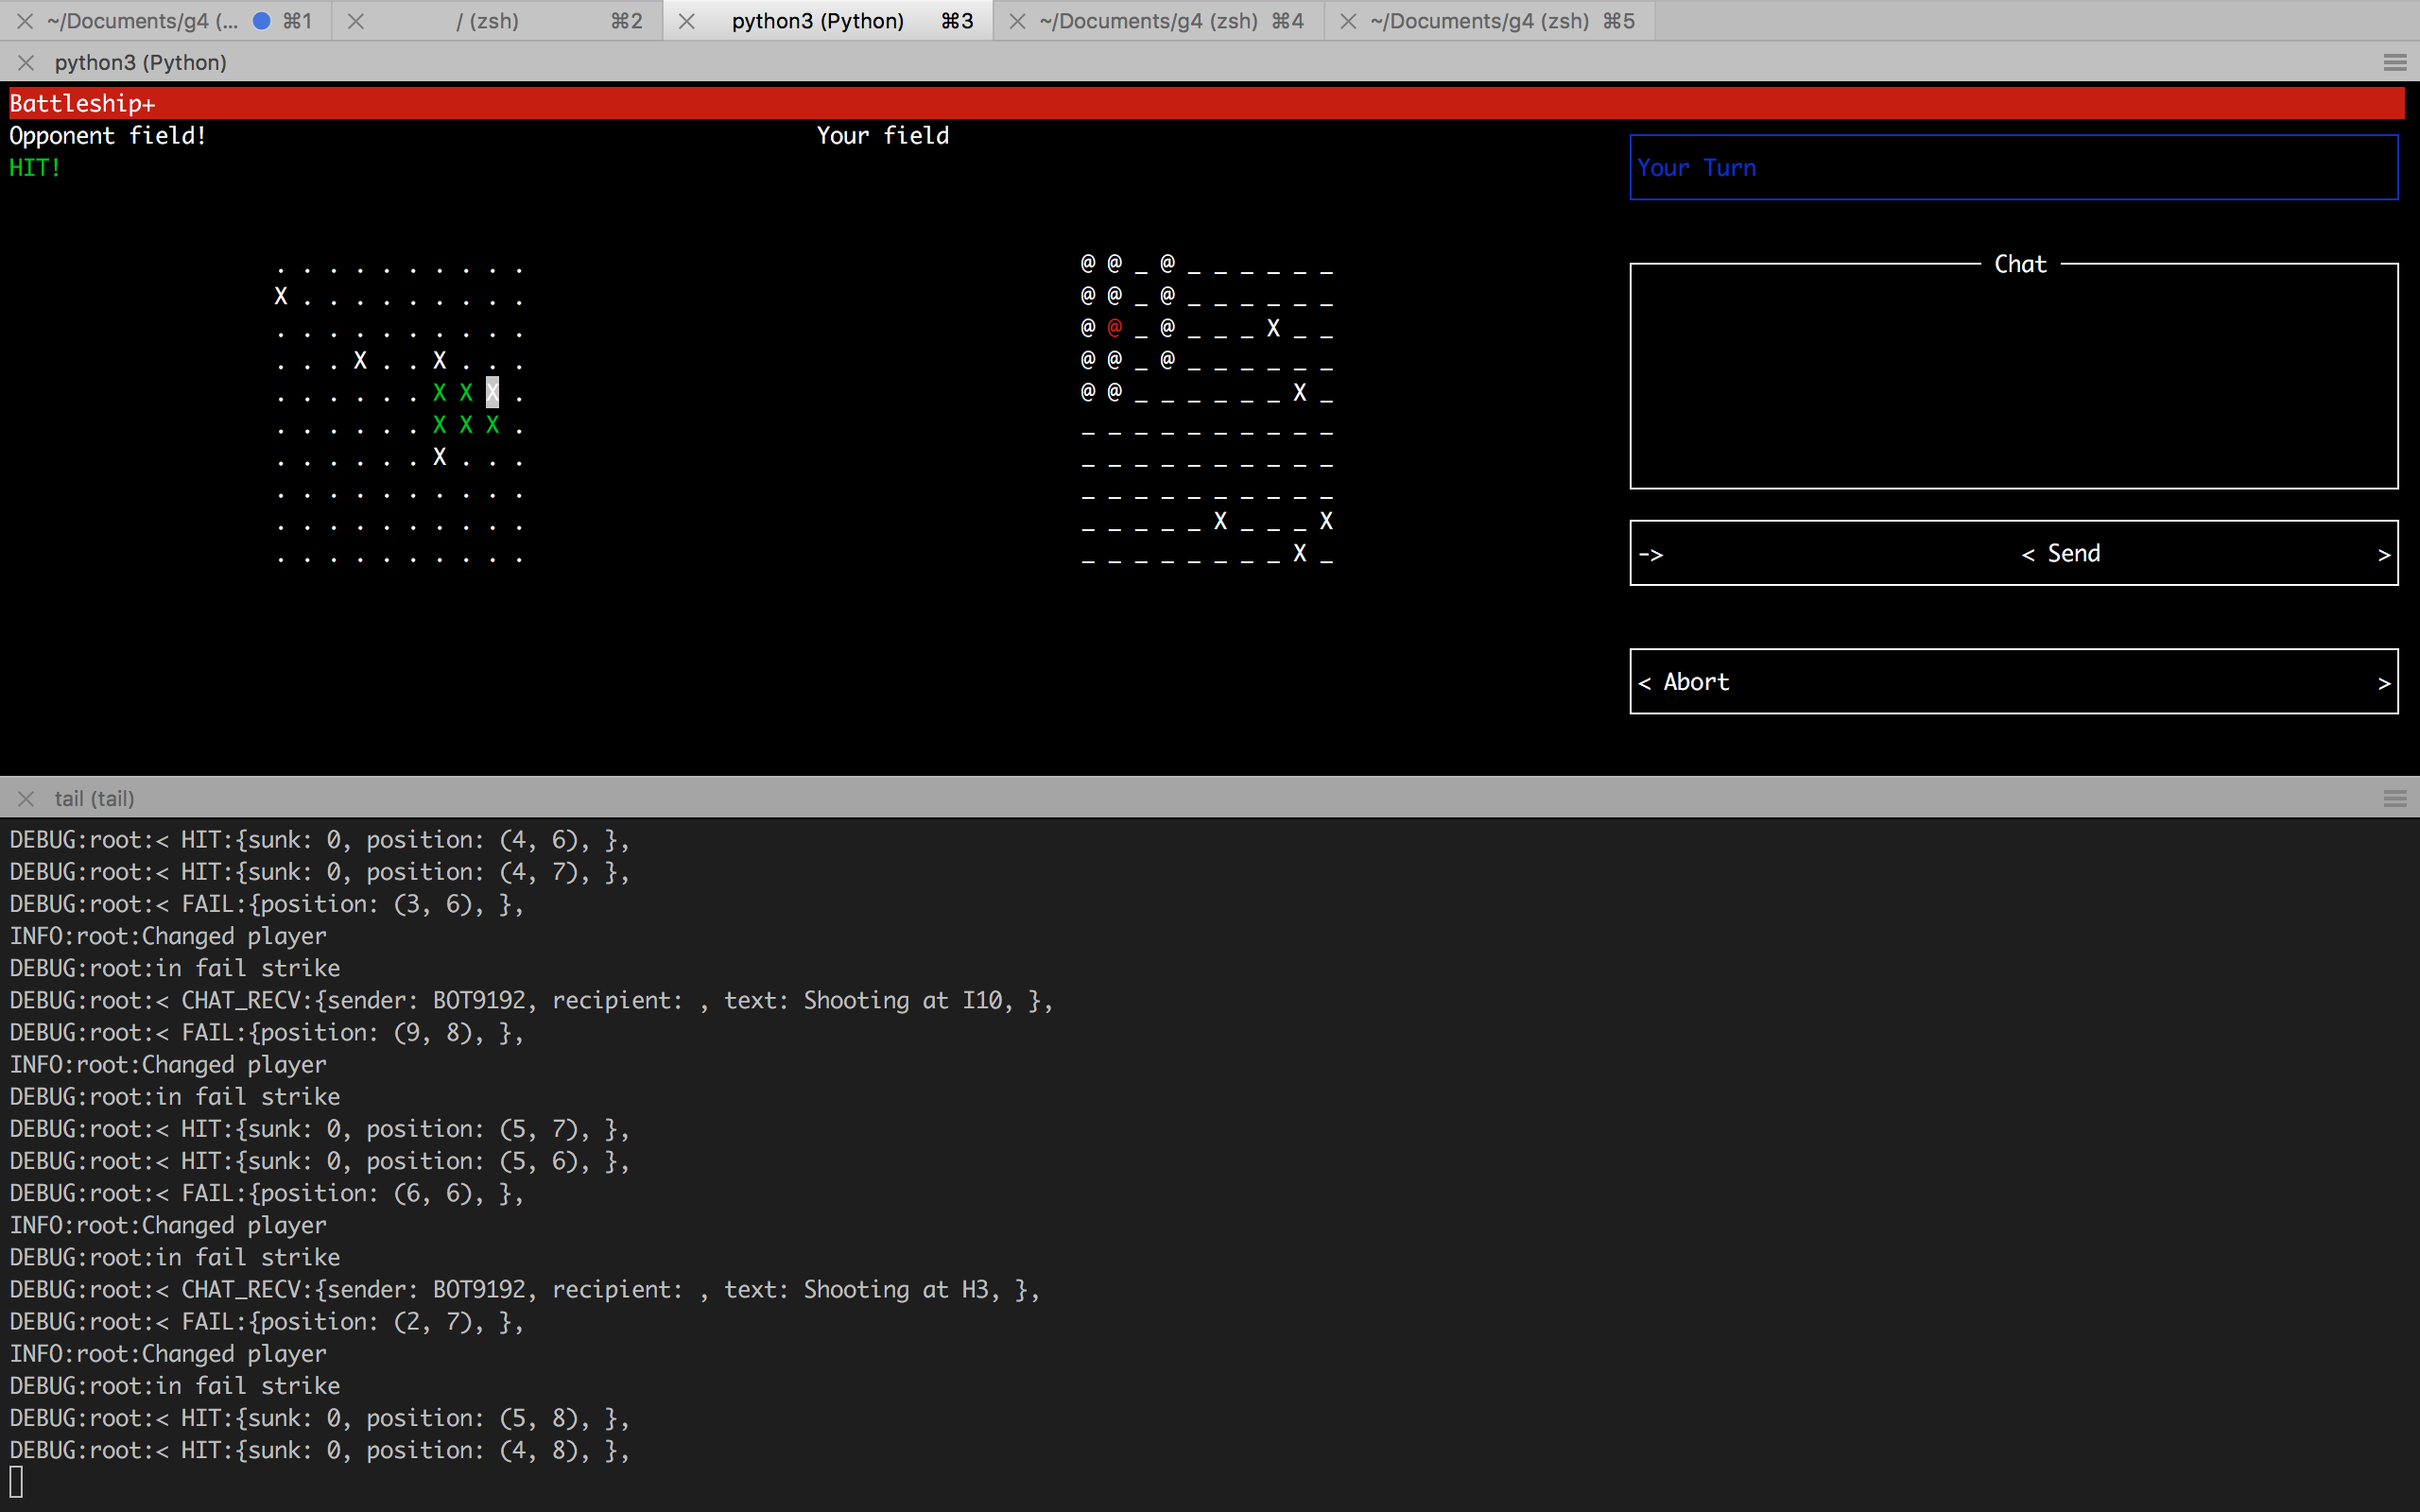 ~/Documents/g4 (... ⌘1 / (zsh) ⌘2 python3 (Python) ⌘3 ~/Documents/g4 (zsh) ⌘4 ~/Documents/g4 (zsh) ⌘5
python3 (Python)
Battleship+
Opponent field! Your field
HIT!
Your Turn
. . . . . . . . . .
X . . . . . . . . .
. . . . . . . . . .
. . . X . . X . . .
. . . . . . X X X .
. . . . . . X X X .
. . . . . . X . . .
. . . . . . . . . .
. . . . . . . . . .
. . . . . . . . . .
@ @ _ @ _ _ _ _ _ _
@ @ _ @ _ _ _ _ _ _
@ @ _ @ _ _ _ X _ _
@ @ _ @ _ _ _ _ _ _
@ @ _ _ _ _ _ _ X _
_ _ _ _ _ _ _ _ _ _
_ _ _ _ _ _ _ _ _ _
_ _ _ _ _ _ _ _ _ _
_ _ _ _ _ X _ _ _ X
_ _ _ _ _ _ _ _ X _
Chat
-> < Send >
< Abort >
tail (tail)
DEBUG:root:< HIT:{sunk: 0, position: (4, 6), },
DEBUG:root:< HIT:{sunk: 0, position: (4, 7), },
DEBUG:root:< FAIL:{position: (3, 6), },
INFO:root:Changed player
DEBUG:root:in fail strike
DEBUG:root:< CHAT_RECV:{sender: BOT9192, recipient: , text: Shooting at I10, },
DEBUG:root:< FAIL:{position: (9, 8), },
INFO:root:Changed player
DEBUG:root:in fail strike
DEBUG:root:< HIT:{sunk: 0, position: (5, 7), },
DEBUG:root:< HIT:{sunk: 0, position: (5, 6), },
DEBUG:root:< FAIL:{position: (6, 6), },
INFO:root:Changed player
DEBUG:root:in fail strike
DEBUG:root:< CHAT_RECV:{sender: BOT9192, recipient: , text: Shooting at H3, },
DEBUG:root:< FAIL:{position: (2, 7), },
INFO:root:Changed player
DEBUG:root:in fail strike
DEBUG:root:< HIT:{sunk: 0, position: (5, 8), },
DEBUG:root:< HIT:{sunk: 0, position: (4, 8), },